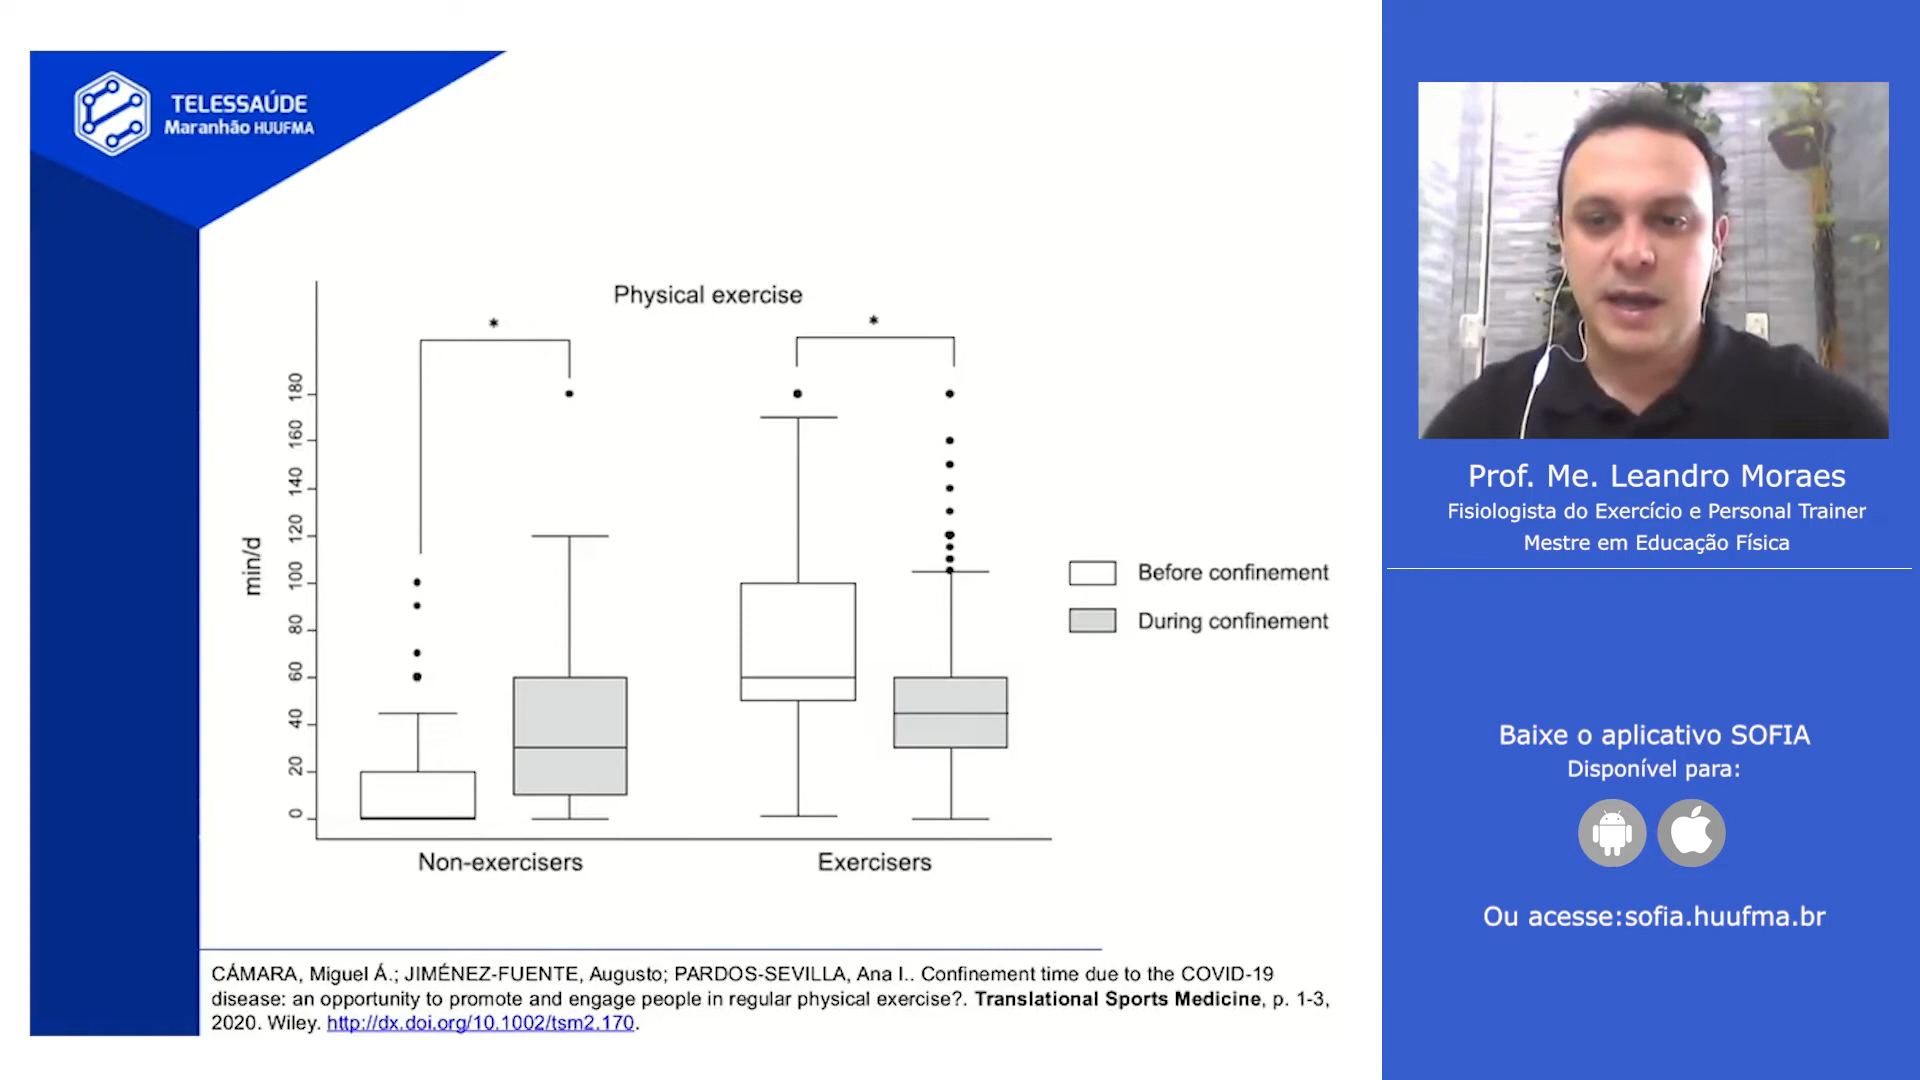 TELESSAÚDE
Maranhão HUUFMA
Physical exercise
*
*
180
160
140
120
100
80
60
40
20
0
min/d
Non-exercisers
Exercisers
Before confinement
During confinement
CÁMARA, Miguel Á.; JIMÉNEZ-FUENTE, Augusto; PARDOS-SEVILLA, Ana I.. Confinement time due to the COVID-19
disease: an opportunity to promote and engage people in regular physical exercise?. Translational Sports Medicine, p. 1-3,
2020. Wiley. http://dx.doi.org/10.1002/tsm2.170.
Prof. Me. Leandro Moraes
Fisiologista do Exercício e Personal Trainer
Mestre em Educação Física
Baixe o aplicativo SOFIA
Disponível para:
Ou acesse:sofia.huufma.br